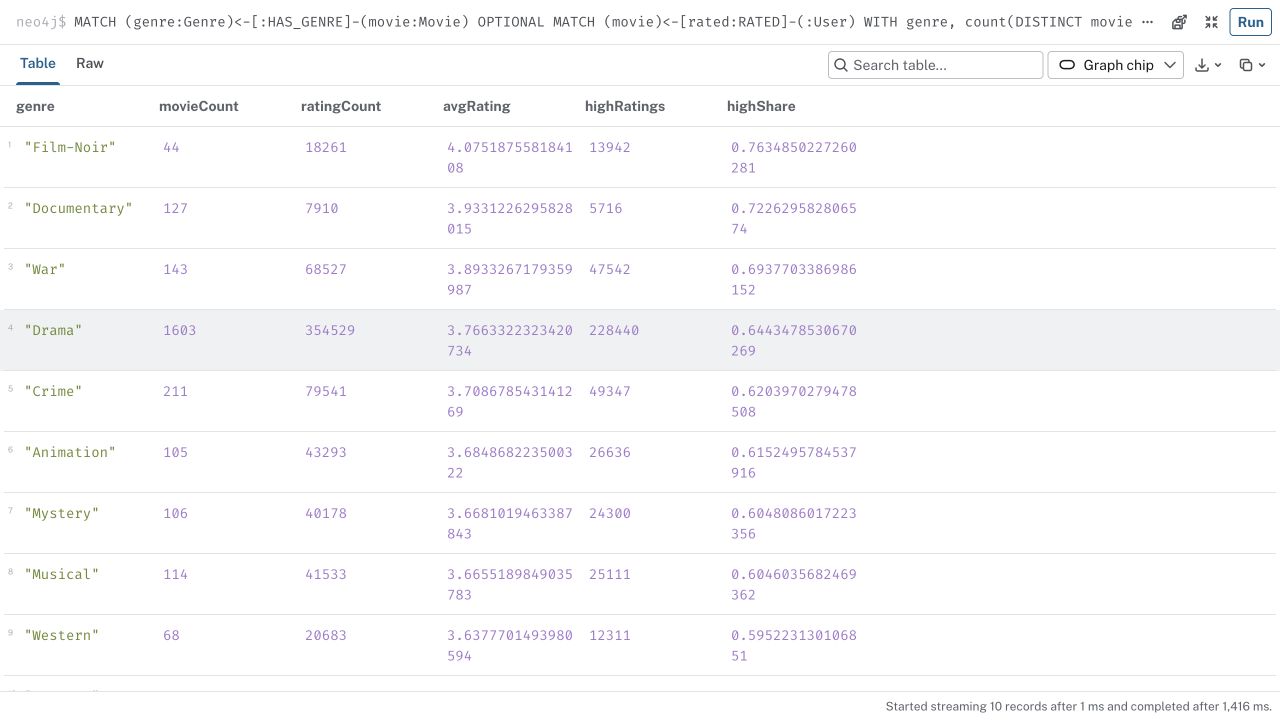 neo4j$ MATCH (genre:Genre)<-[:HAS_GENRE]-(movie:Movie) OPTIONAL MATCH (movie)<-[rated:RATED]-(:User) WITH genre, count(DISTINCT movie ··· Run
Table Raw Search table... Graph chip
genre movieCount ratingCount avgRating highRatings highShare
1 "Film-Noir" 44 18261 4.0751875581841 13942 0.7634850227260
08 281
2 "Documentary" 127 7910 3.9331226295828 5716 0.7226295828065
015 74
3 "War" 143 68527 3.8933267179359 47542 0.6937703386986
987 152
4 "Drama" 1603 354529 3.7663322323420 228440 0.6443478530670
734 269
5 "Crime" 211 79541 3.7086785431412 49347 0.6203970279478
69 508
6 "Animation" 105 43293 3.6848682235003 26636 0.6152495784537
22 916
7 "Mystery" 106 40178 3.6681019463387 24300 0.6048086017223
843 356
8 "Musical" 114 41533 3.6655189849035 25111 0.6046035682469
783 362
9 "Western" 68 20683 3.6377701493980 12311 0.5952231301068
594 51
Started streaming 10 records after 1 ms and completed after 1,416 ms.